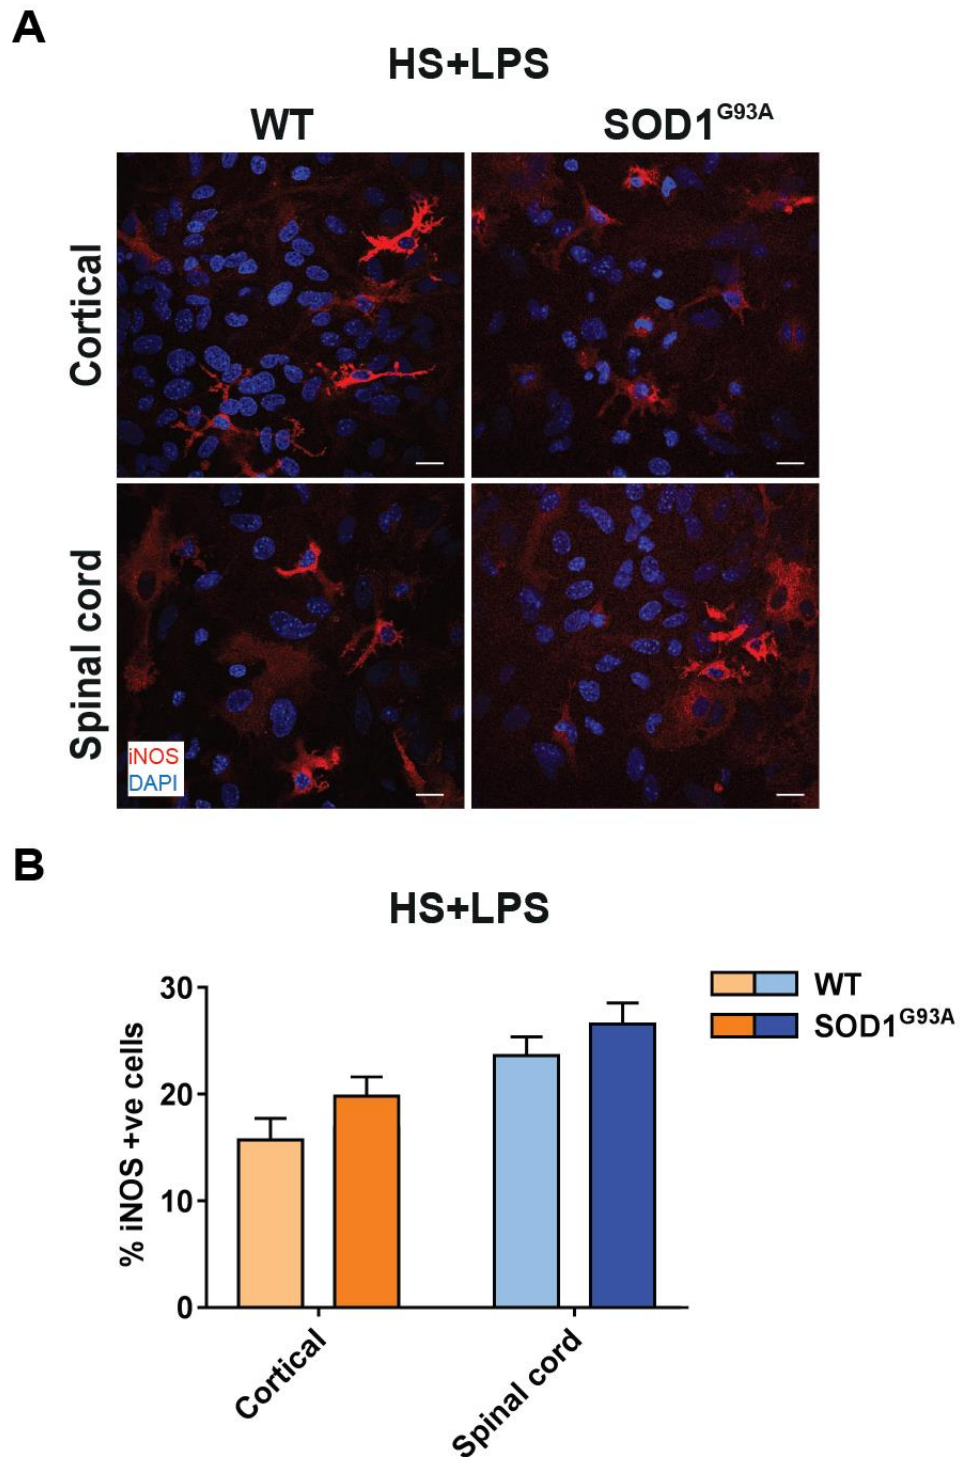 A
HS+LPS
WT SOD1G93A
Cortical
Spinal cord
iNOS
DAPI
B
HS+LPS
% iNOS +ve cells
30
20
10
0
Cortical
Spinal cord
WT
SOD1G93A